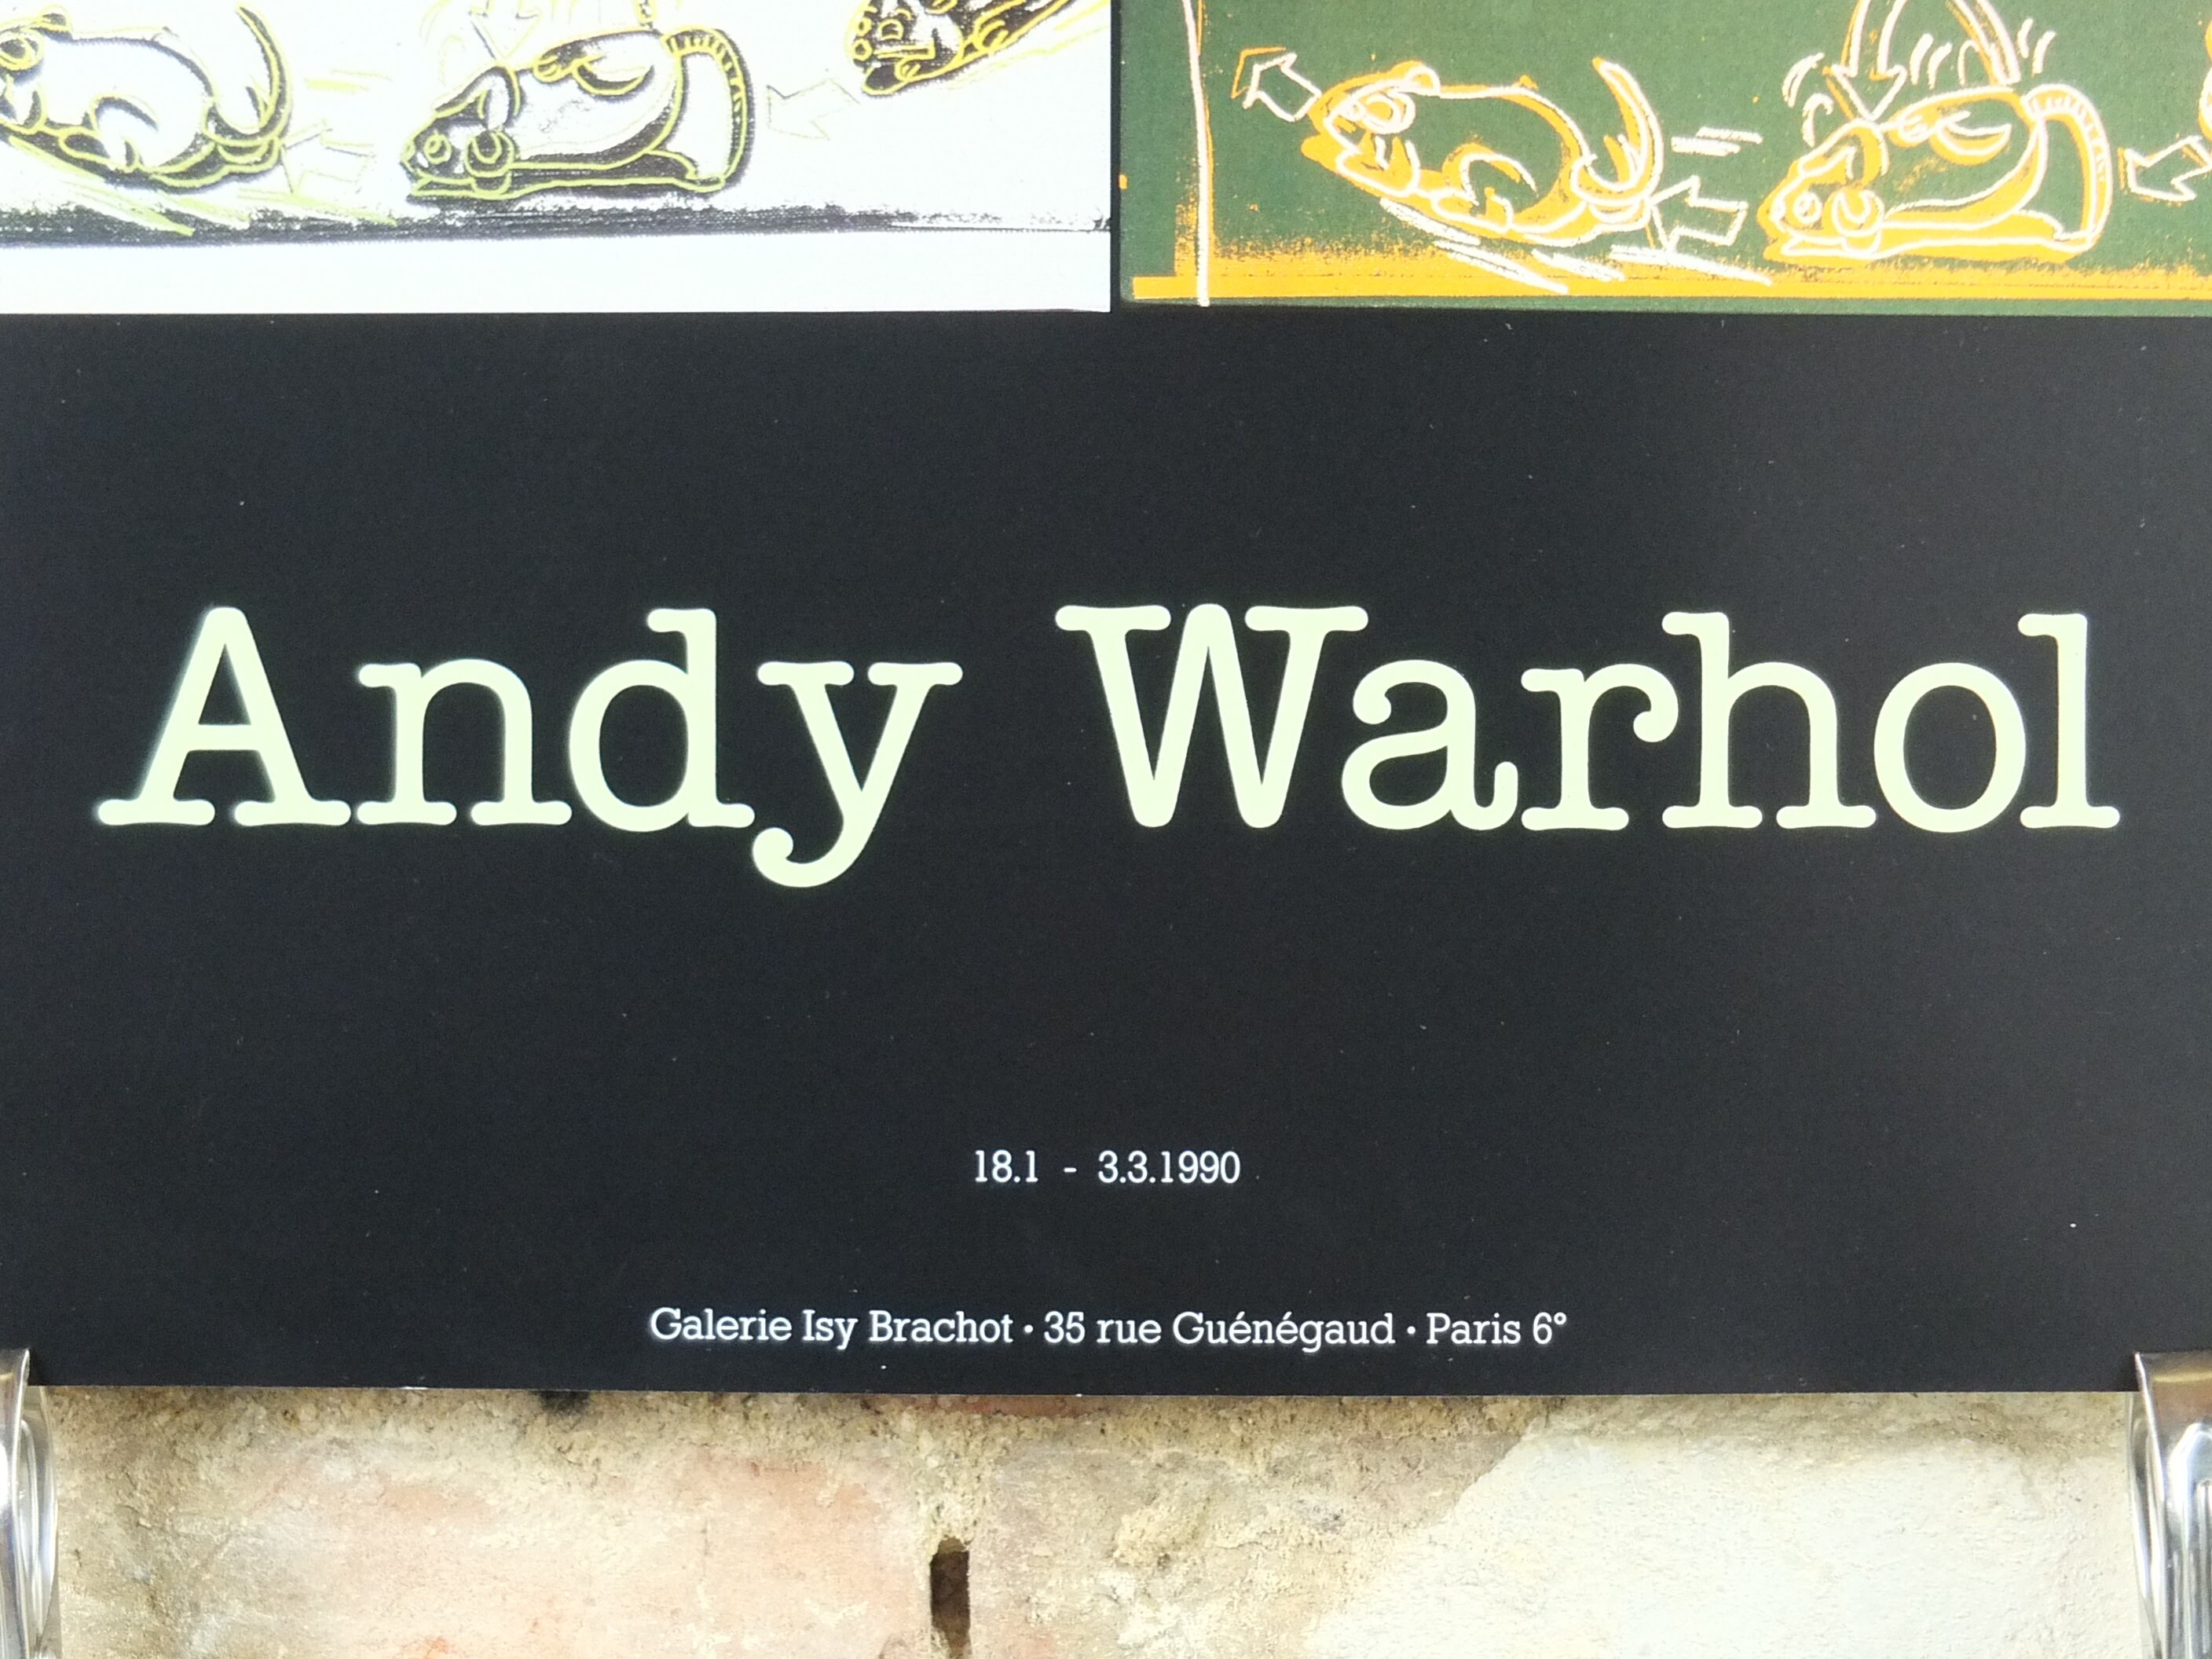 Andy Warhol
18.1 - 3.3.1990
Galerie Isy Brachot · 35 rue Guénégaud · Paris 6°